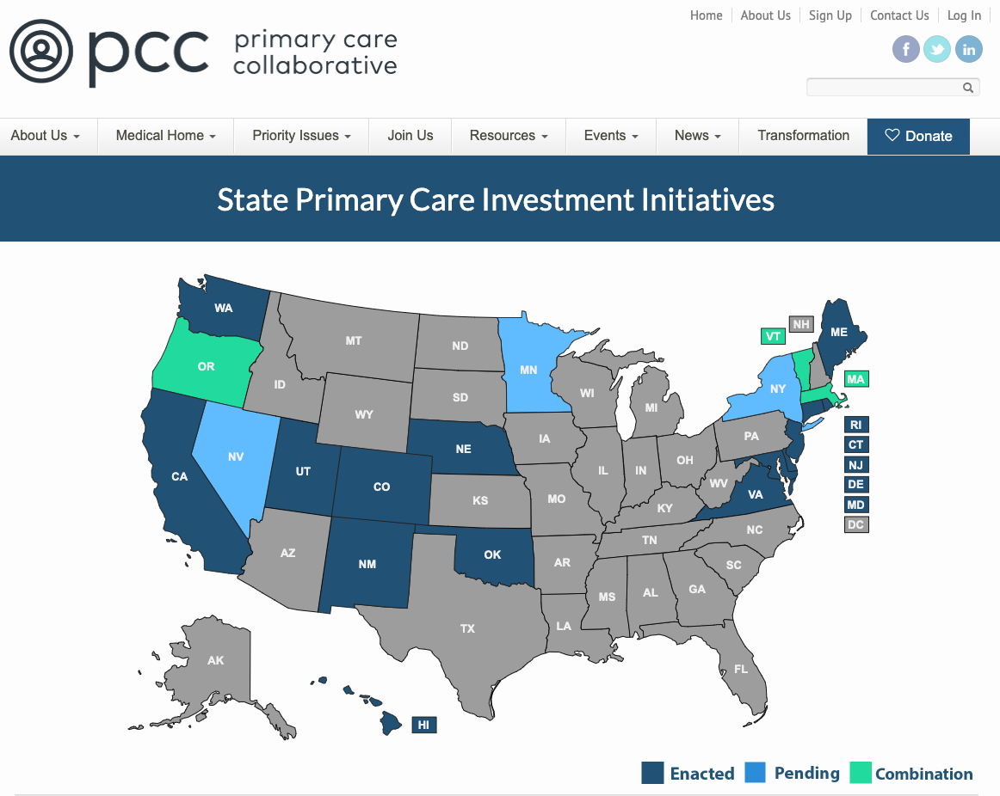 Home About Us Sign Up Contact Us Log In
pcc primary care
collaborative
f in
About Us Medical Home Priority Issues Join Us Resources Events News Transformation Donate
State Primary Care Investment Initiatives
WA
MT
ND
MN
VT
NH
ME
OR
ID
SD
WI
MI
NY
MA
WY
NV
UT
CO
CA
NE
IA
IL
IN
OH
PA
RI
CT
NJ
DE
MD
DC
KS
MO
KY
WV
VA
AZ
NM
OK
AR
TN
NC
SC
MS
AL
GA
TX
LA
FL
AK
HI
Enacted Pending Combination